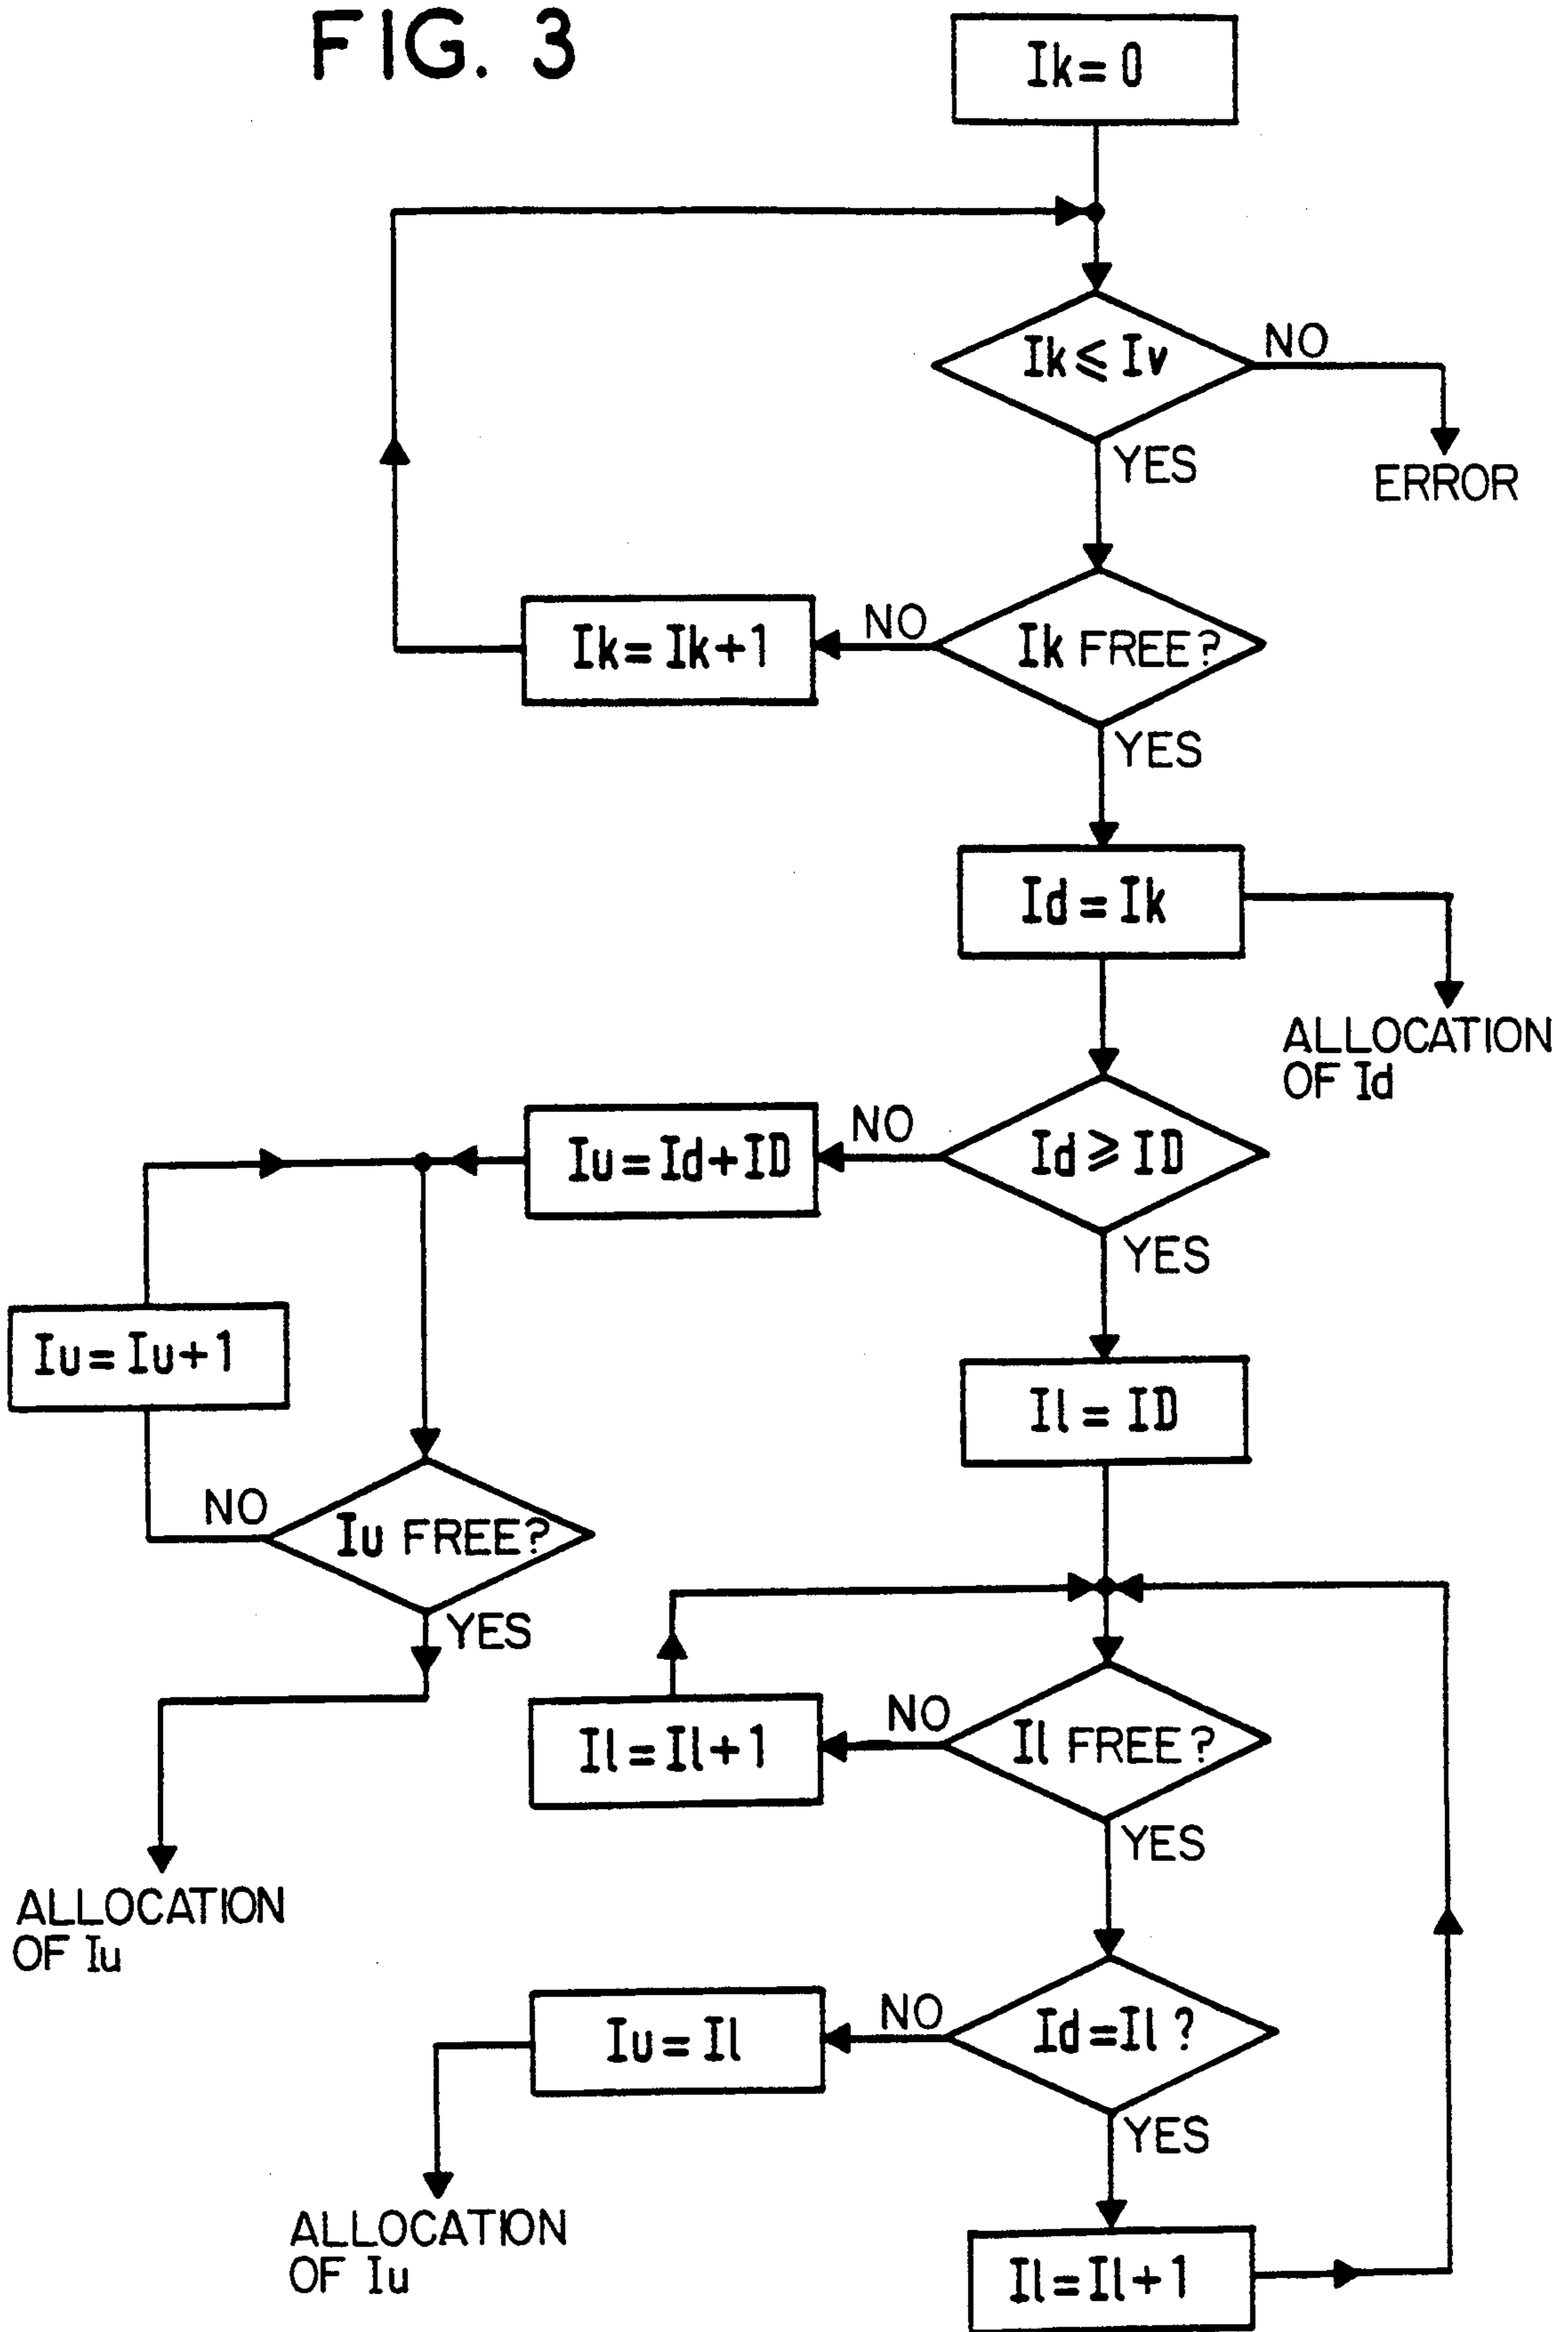 FIG. 3
Ik = 0
Ik ⩽ Iv
NO
ERROR
YES
Ik FREE?
NO
Ik = Ik+1
YES
Id = Ik
ALLOCATION
OF Id
Id ⩾ ID
NO
Iu = Id+ID
YES
Iu = Iu+1
Il = ID
Iu FREE?
NO
YES
ALLOCATION
OF Iu
Il FREE?
NO
Il = Il+1
YES
Id = Il ?
NO
Iu = Il
ALLOCATION
OF Iu
YES
Il = Il+1